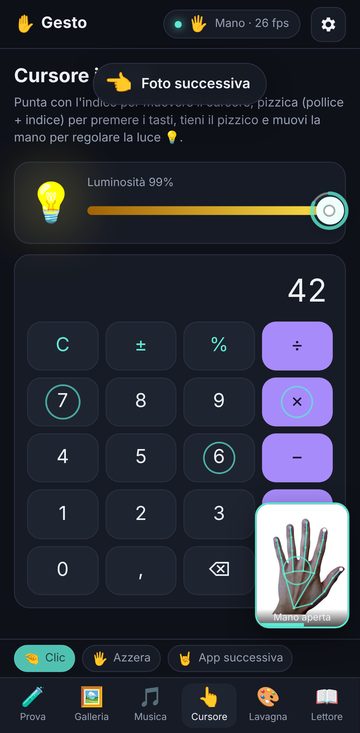 Gesto
Mano · 26 fps
Cursore
Foto successiva
Punta con l'indice per muovere il cursore, pizzica (pollice
+ indice) per premere i tasti, tieni il pizzico e muovi la
mano per regolare la luce 💡.
Luminosità 99%
42
C ± % ÷
7 8 9 ×
4 5 6 −
1 2 3
0 , ⌫
Mano aperta
Clic
Azzera
App successiva
Prova
Galleria
Musica
Cursore
Lavagna
Lettore